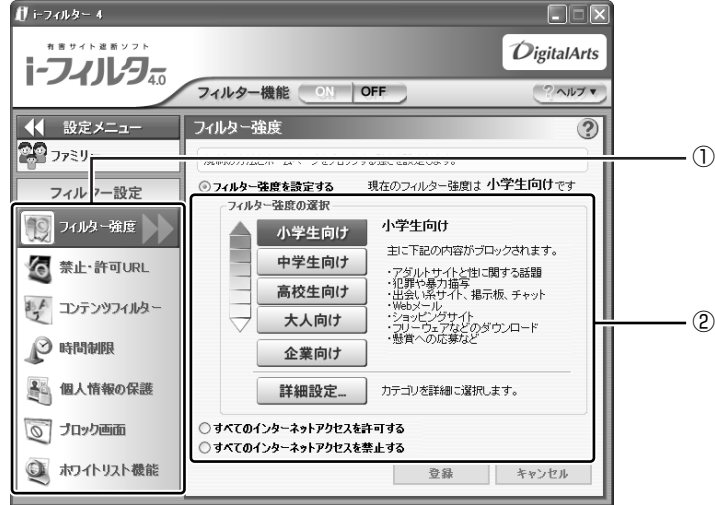 i-フィルター 4
有害サイト遮断ソフト
i-フィルター 4.0
DigitalArts
フィルター機能 ON OFF
?ヘルプ▼
設定メニュー
フィルター強度
?
ファミリー
①
フィルター設定
フィルター強度を設定する 現在のフィルター強度は 小学生向けです
フィルター強度の選択
フィルター強度
禁止・許可URL
コンテンツフィルター
時間制限
個人情報の保護
ブロック画面
ホワイトリスト機能
小学生向け
中学生向け
高校生向け
大人向け
企業向け
詳細設定...
小学生向け
主に下記の内容がブロックされます。
・アダルトサイトと性に関する話題
・犯罪や暴力描写
・出会い系サイト、掲示板、チャット
・Webメール
・ショッピングサイト
・フリーウェアなどのダウンロード
・懸賞への応募など
②
カテゴリを詳細に選択します。
すべてのインターネットアクセスを許可する
すべてのインターネットアクセスを禁止する
登録
キャンセル